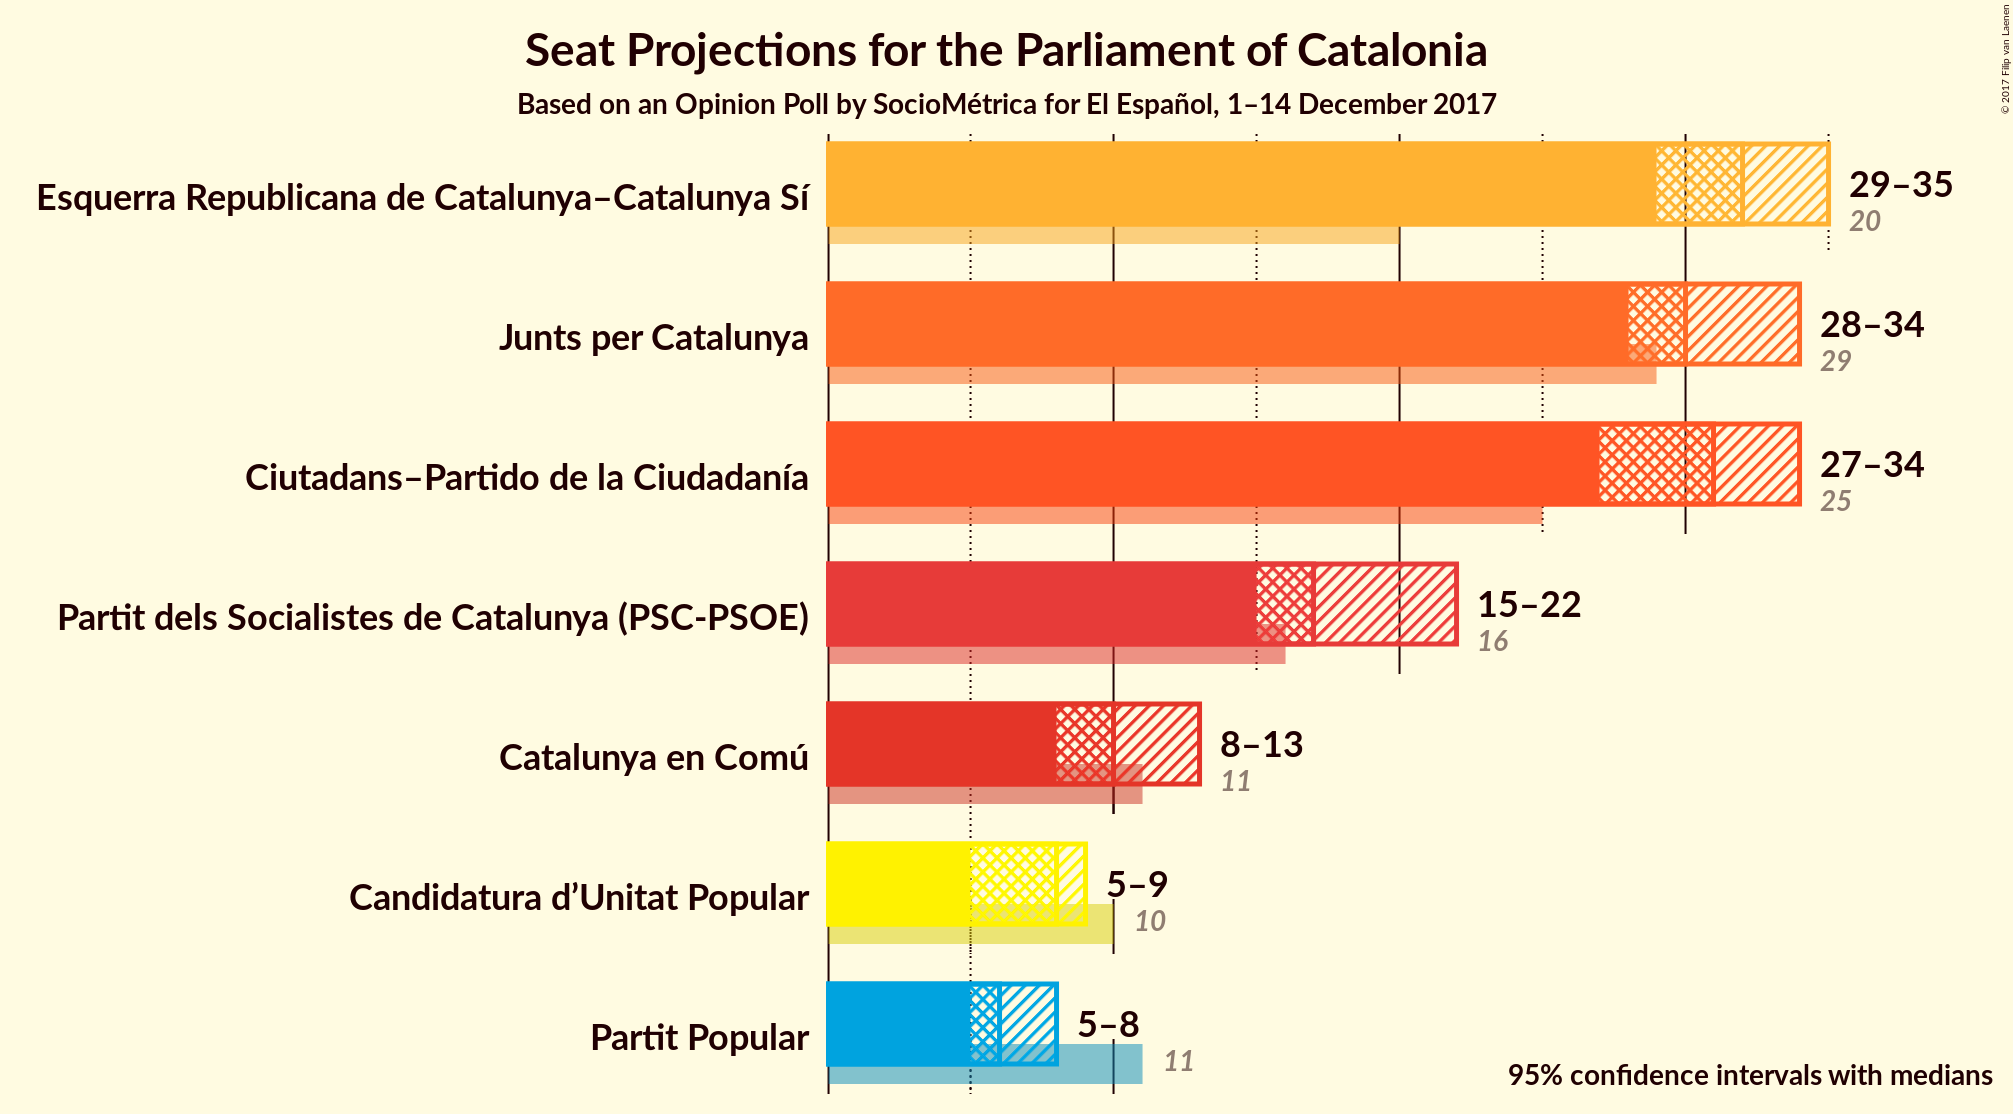 Seat Projections for the Parliament of Catalonia
Based on an Opinion Poll by SocioMétrica for El Español, 1–14 December 2017
© 2017 Filip van Laenen
Esquerra Republicana de Catalunya–Catalunya Sí
29–35
20
Junts per Catalunya
28–34
29
Ciutadans–Partido de la Ciudadanía
27–34
25
Partit dels Socialistes de Catalunya (PSC-PSOE)
15–22
16
Catalunya en Comú
8–13
11
Candidatura d’Unitat Popular
5–9
10
Partit Popular
5–8
11
95% confidence intervals with medians